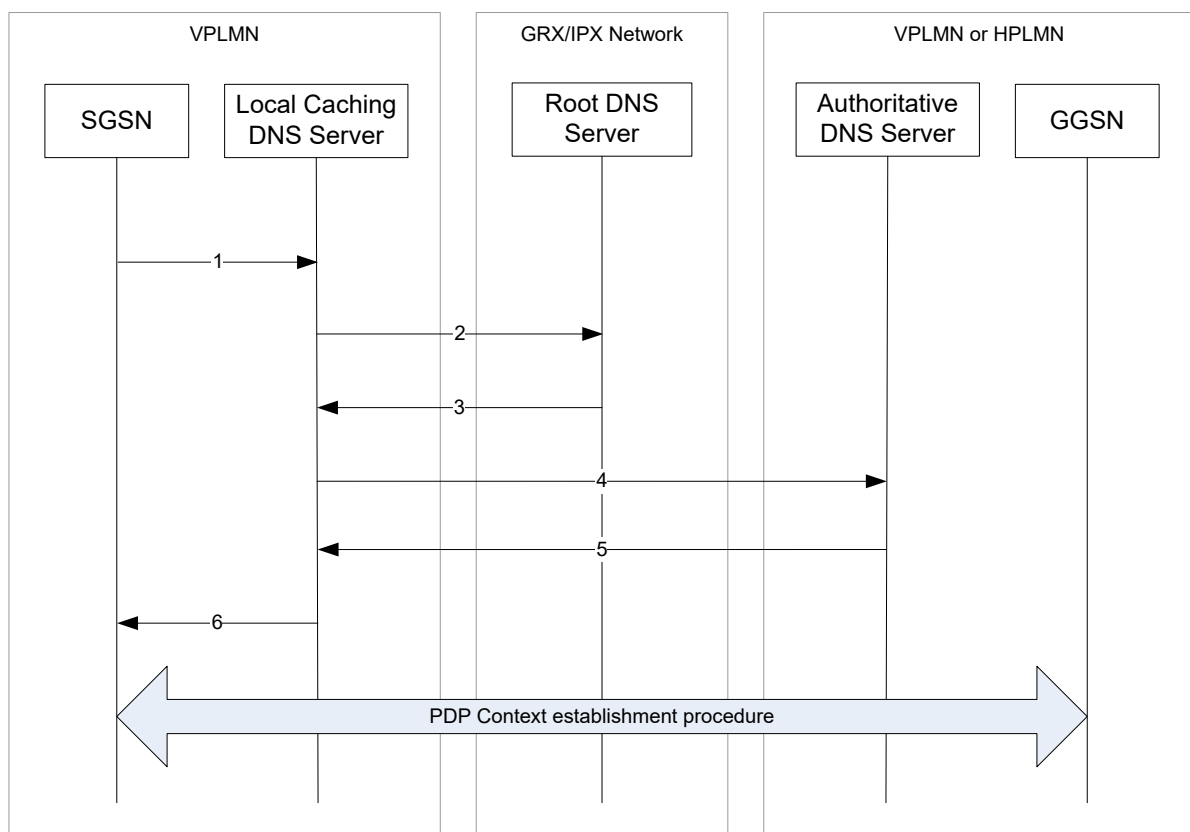 VPLMN
GRX/IPX Network
VPLMN or HPLMN
SGSN
Local Caching
DNS Server
Root DNS
Server
Authoritative
DNS Server
GGSN
1
2
3
4
5
6
PDP Context establishment procedure